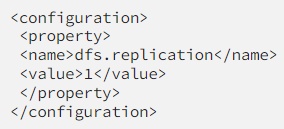 <configuration>
<property>
<name>dfs.replication</name>
<value>1</value>
</property>
</configuration>